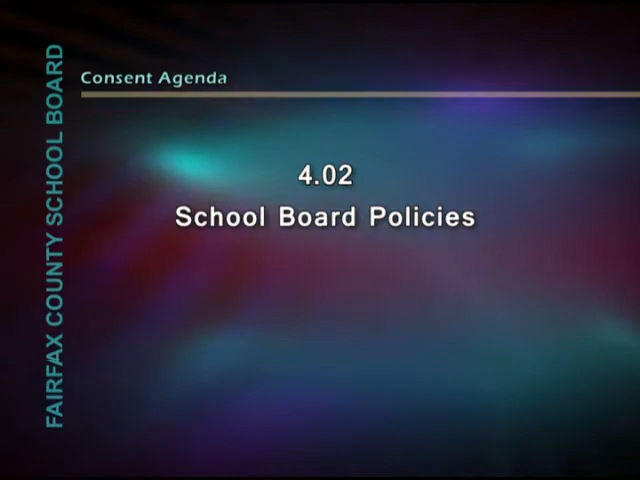 FAIRFAX COUNTY SCHOOL BOARD
Consent Agenda
4.02
School Board Policies